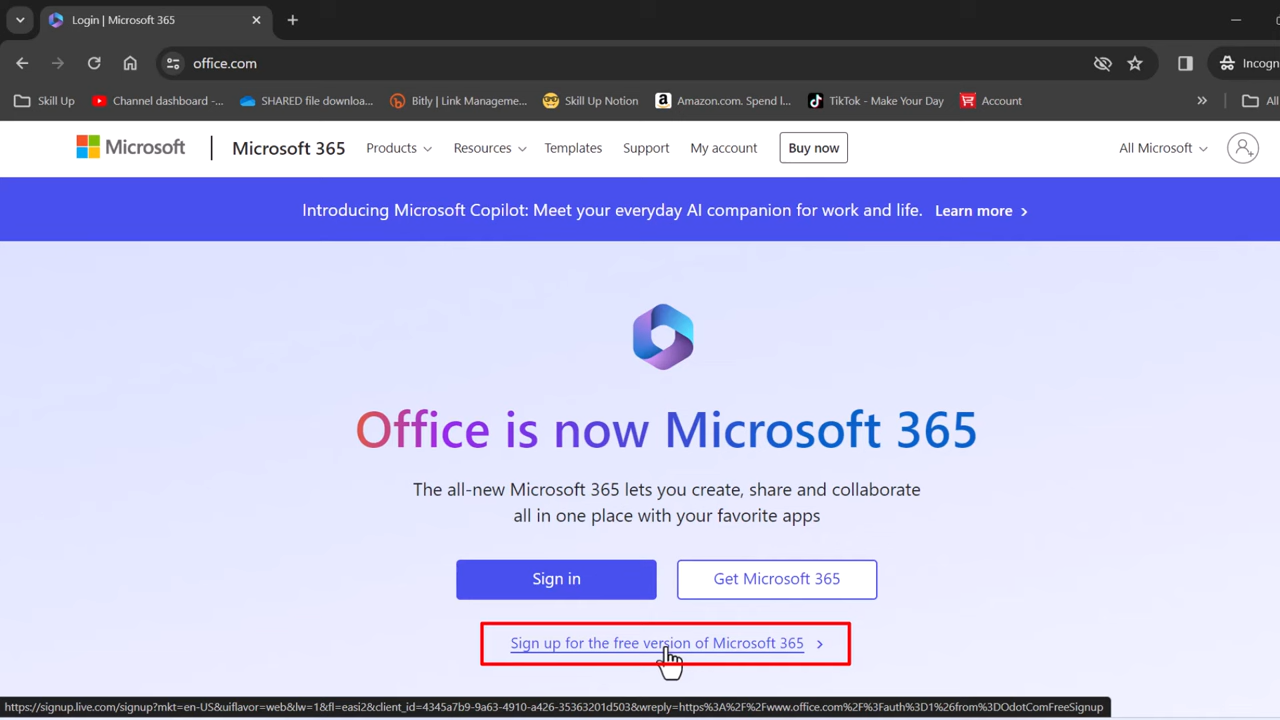 Login | Microsoft 365
office.com
Incogn
Skill Up
Channel dashboard -...
SHARED file downloa...
Bitly | Link Manageme...
Skill Up Notion
Amazon.com. Spend l...
TikTok - Make Your Day
Account
All
Microsoft
Microsoft 365
Products
Resources
Templates
Support
My account
Buy now
All Microsoft
Introducing Microsoft Copilot: Meet your everyday AI companion for work and life. Learn more
Office is now Microsoft 365
The all-new Microsoft 365 lets you create, share and collaborate
all in one place with your favorite apps
Sign in
Get Microsoft 365
Sign up for the free version of Microsoft 365
https://signup.live.com/signup?mkt=en-US&uiflavor=web&lw=1&fl=easi2&client_id=4345a7b9-9a63-4910-a426-35363201d503&wreply=https%3A%2F%2Fwww.office.com%2F%3Fauth%3D1%26from%3DOdotComFreeSignup